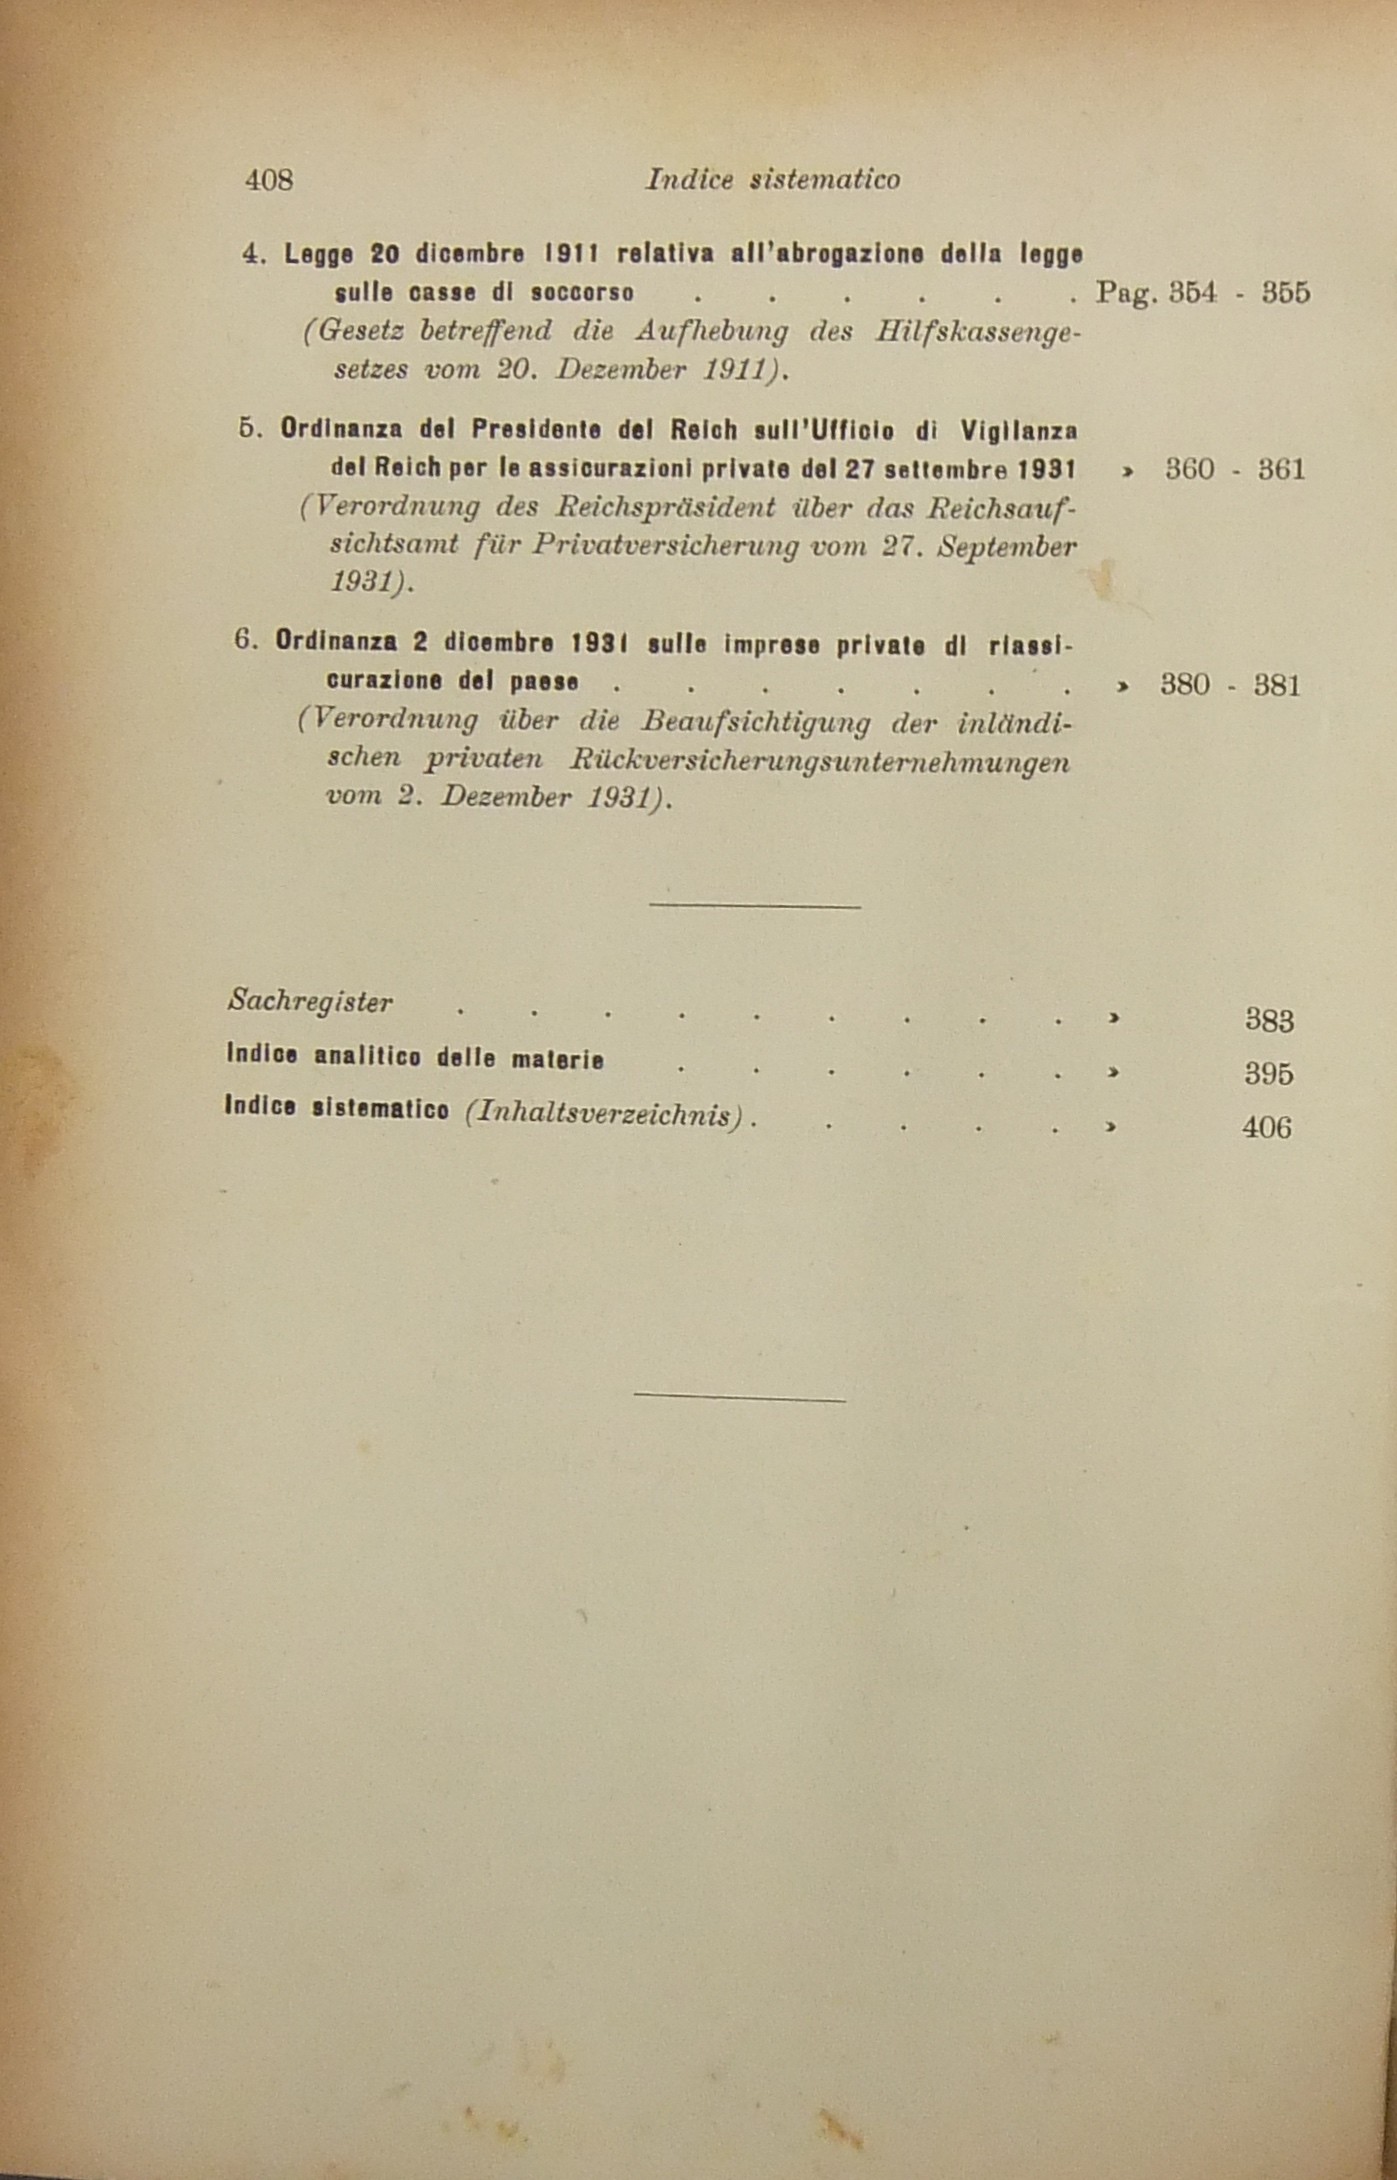 408 Indice sistematico
4. Legge 20 dicembre 1911 relativa all'abrogazione della legge
sulle casse di soccorso . . . . . . Pag. 354 - 355
(Gesetz betreffend die Aufhebung des Hilfskassenge-
setzes vom 20. Dezember 1911).
5. Ordinanza del Presidente del Reich sull'Ufficio di Vigilanza
del Reich per le assicurazioni private del 27 settembre 1931 » 360 - 361
(Verordnung des Reichspräsident über das Reichsauf-
sichtsamt für Privatversicherung vom 27. September
1931).
6. Ordinanza 2 dicembre 1931 sulle imprese private di riassi-
curazione del paese . . . . . . . » 380 - 381
(Verordnung über die Beaufsichtigung der inländi-
schen privaten Rückversicherungsunternehmungen
vom 2. Dezember 1931).
Sachregister . . . . . . . . . » 383
Indice analitico delle materie . . . . . . » 395
Indice sistematico (Inhaltsverzeichnis) . . . . . » 406